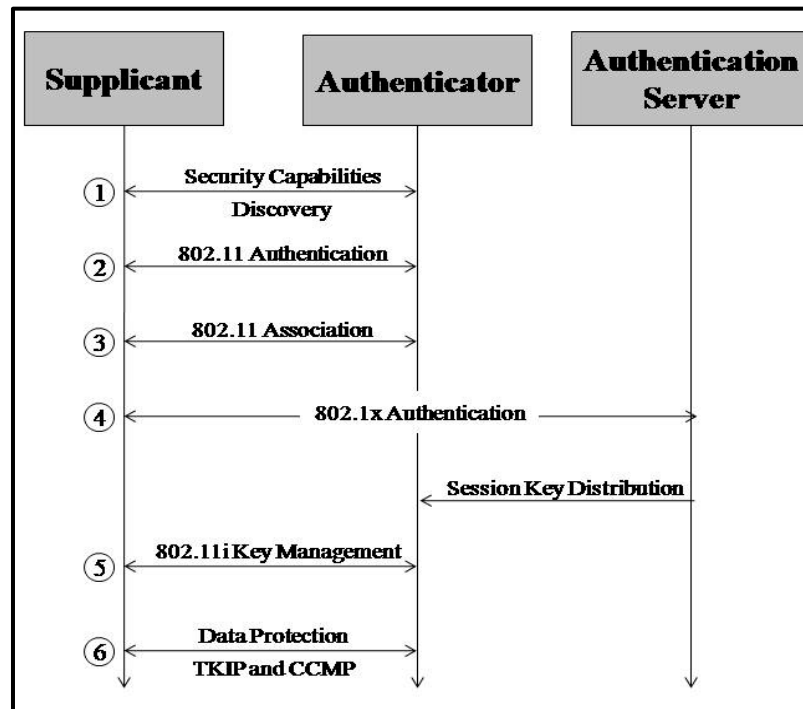 Supplicant
Authenticator
Authentication
Server
Security Capabilities
1
Discovery
802.11 Authentication
2
802.11 Association
3
802.1x Authentication
4
Session Key Distribution
802.11i Key Management
5
Data Protection
6
TKIP and CCMP